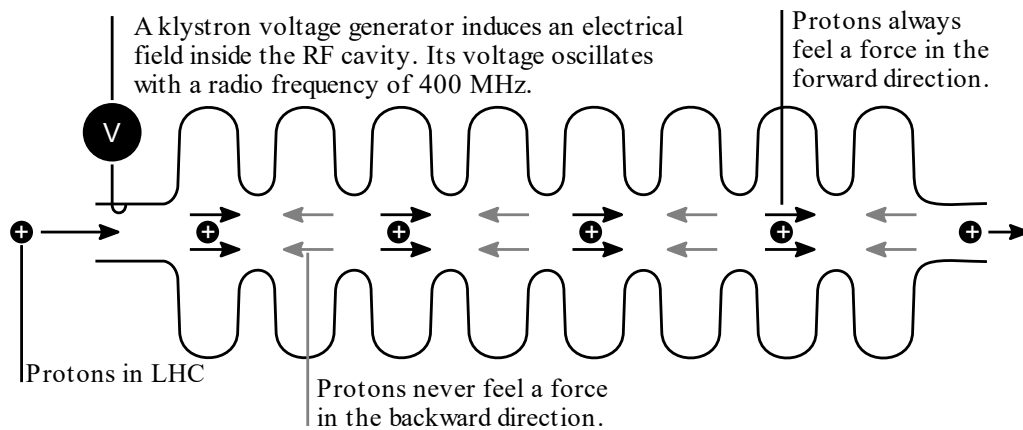 A klystron voltage generator induces an electrical
field inside the RF cavity. Its voltage oscillates
with a radio frequency of 400 MHz.
Protons always
feel a force in the
forward direction.
V
+
+
+
+
+
+
Protons in LHC
Protons never feel a force
in the backward direction.